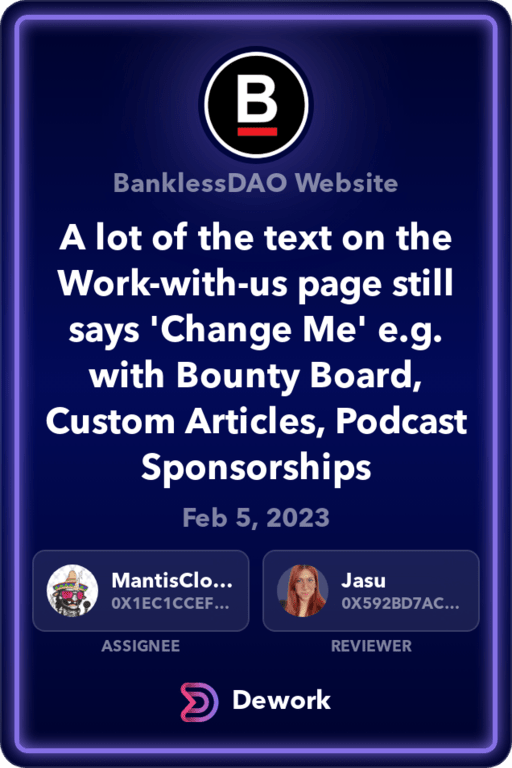 B
BanklessDAO Website
A lot of the text on the
Work-with-us page still
says 'Change Me' e.g.
with Bounty Board,
Custom Articles, Podcast
Sponsorships
Feb 5, 2023
MantisClo...
0X1EC1CCEF...
Jasu
0X592BD7AC...
ASSIGNEE
REVIEWER
Dework